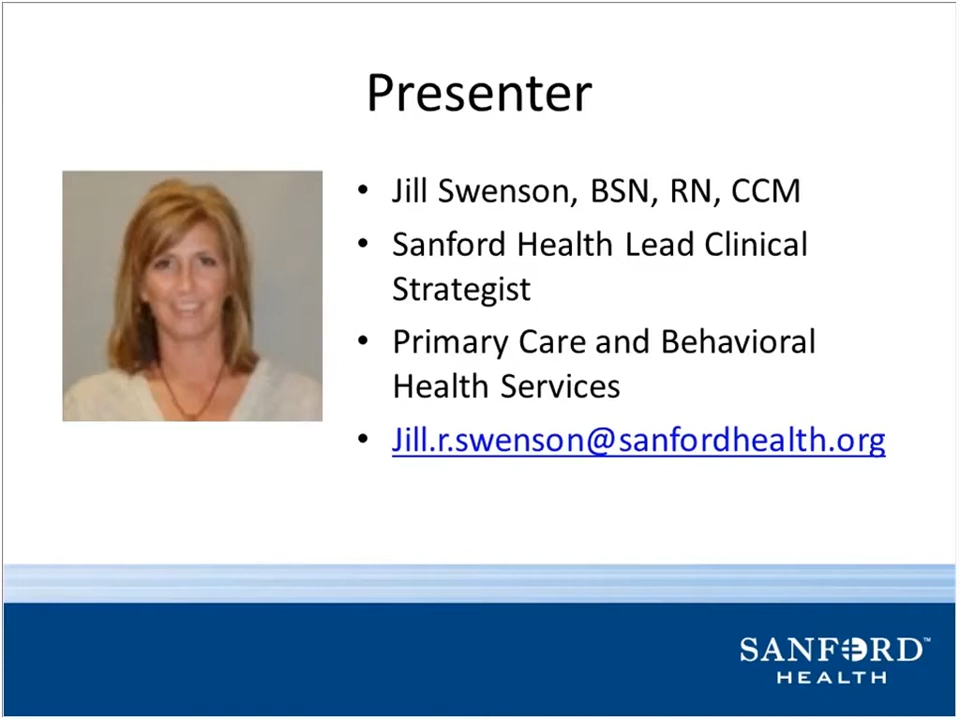 Presenter
• Jill Swenson, BSN, RN, CCM
• Sanford Health Lead Clinical
Strategist
• Primary Care and Behavioral
Health Services
• Jill.r.swenson@sanfordhealth.org
SANFORD™
HEALTH